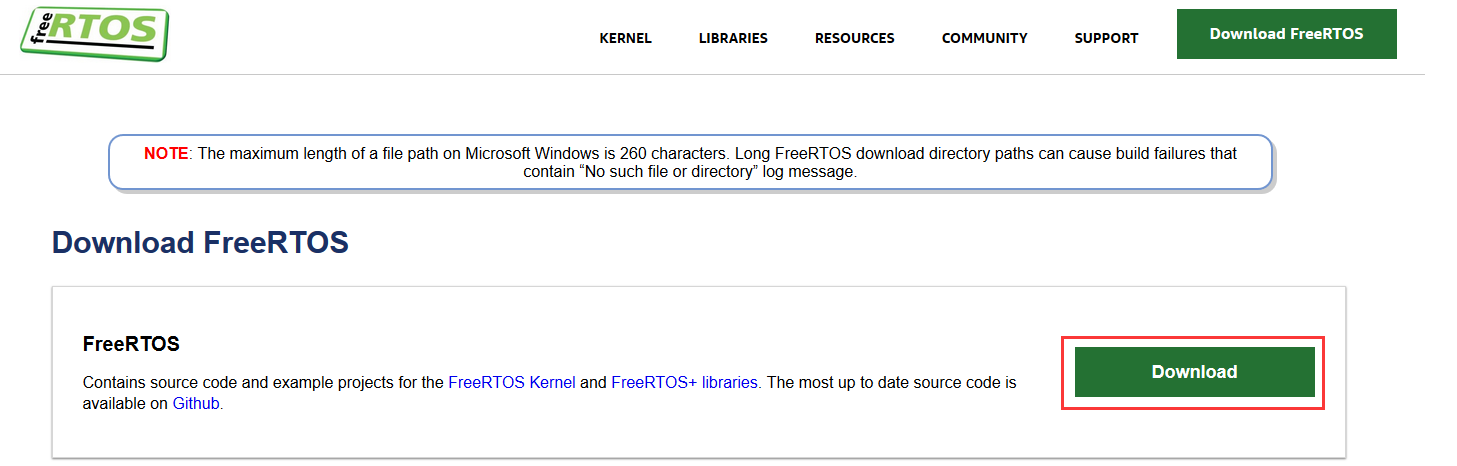 free RTOS
KERNEL LIBRARIES RESOURCES COMMUNITY SUPPORT Download FreeRTOS
NOTE: The maximum length of a file path on Microsoft Windows is 260 characters. Long FreeRTOS download directory paths can cause build failures that
contain “No such file or directory” log message.
Download FreeRTOS
FreeRTOS
Contains source code and example projects for the FreeRTOS Kernel and FreeRTOS+ libraries. The most up to date source code is
available on Github.
Download